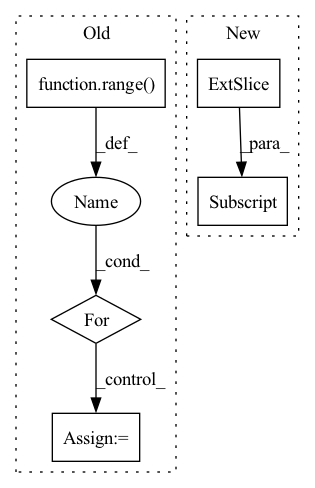 Old
New
function.range()
ExtSlice
_def_
_para_
Name
Subscript
_cond_
For
_control_
Assign:=